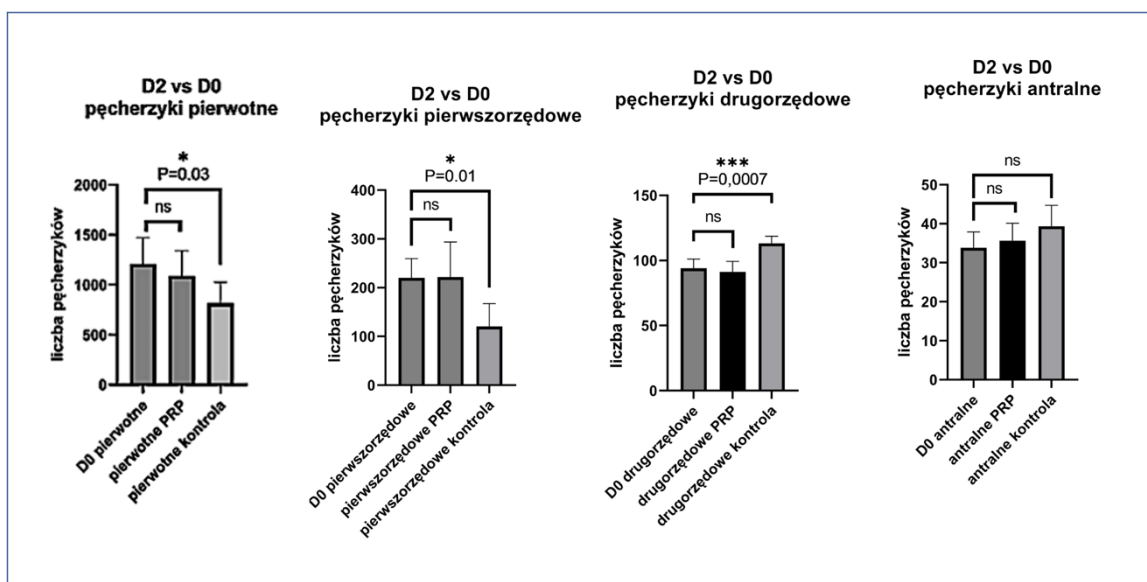 D2 vs D0
pęcherzyki pierwotne
*
P=0.03
ns
2000
1500
1000
500
0
liczba pęcherzyków
D0 pierwotne
pierwotne PRP
pierwotne kontrola
D2 vs D0
pęcherzyki pierwszorzędowe
*
P=0.01
ns
400
300
200
100
0
liczba pęcherzyków
D0 pierwszorzędowe
pierwszorzędowe PRP
pierwszorzędowe kontrola
D2 vs D0
pęcherzyki drugorzędowe
***
P=0,0007
ns
150
100
50
0
liczba pęcherzyków
D0 drugorzędowe
drugorzędowe PRP
drugorzędowe kontrola
D2 vs D0
pęcherzyki antralne
ns
ns
50
40
30
20
10
0
liczba pęcherzyków
D0 antralne
antralne PRP
antralne kontrola